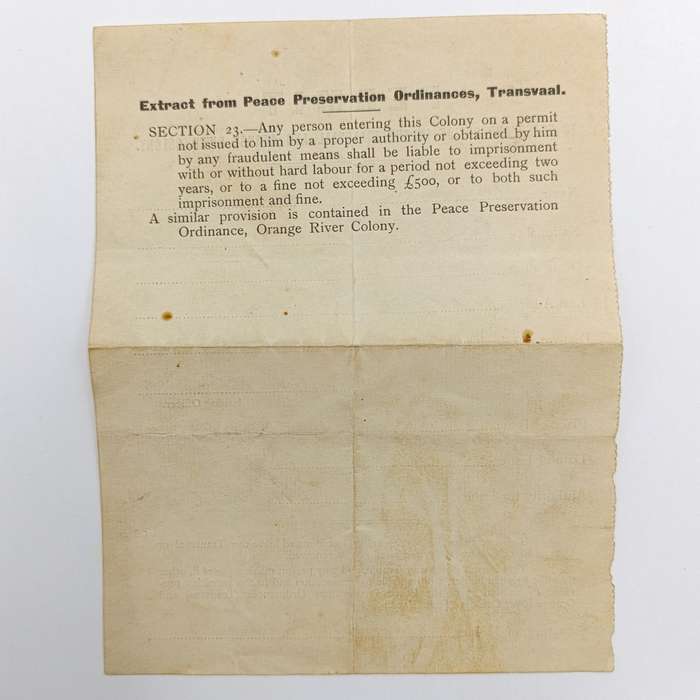 Extract from Peace Preservation Ordinances, Transvaal.
SECTION 23.—Any person entering this Colony on a permit
not issued to him by a proper authority or obtained by him
by any fraudulent means shall be liable to imprisonment
with or without hard labour for a period not exceeding two
years, or to a fine not exceeding £500, or to both such
imprisonment and fine.
A similar provision is contained in the Peace Preservation
Ordinance, Orange River Colony.